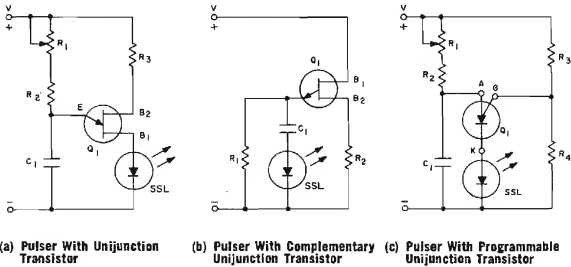 V
+
R1
R2
R3
E
B2
B1
Q1
C1
SSL
−
(a) Pulser With Unijunction
Transistor
V
+
Q1
B1
B2
C1
R1
R2
SSL
−
(b) Pulser With Complementary
Unijunction Transistor
V
+
R1
R2
R3
A
G
Q1
K
C1
R4
SSL
−
(c) Pulser With Programmable
Unijunction Transistor